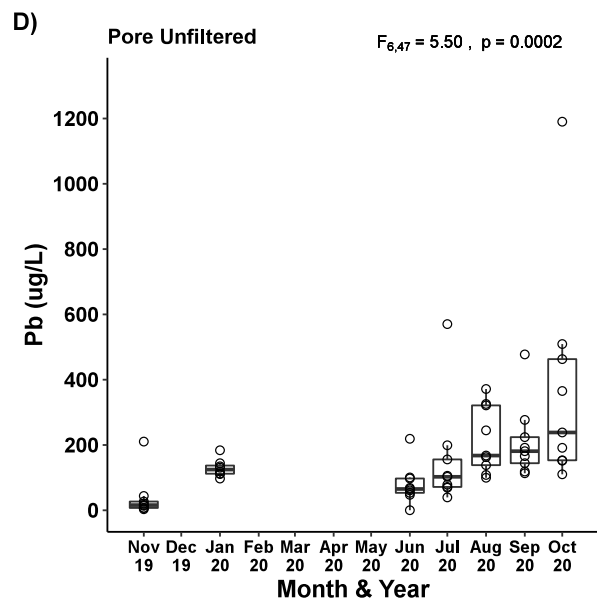 D)
Pore Unfiltered
F6,47 = 5.50 , p = 0.0002
1200
1000
800
600
400
200
0
Pb (ug/L)
Nov Dec Jan Feb Mar Apr May Jun Jul Aug Sep Oct
19 19 20 20 20 20 20 20 20 20 20 20
Month & Year